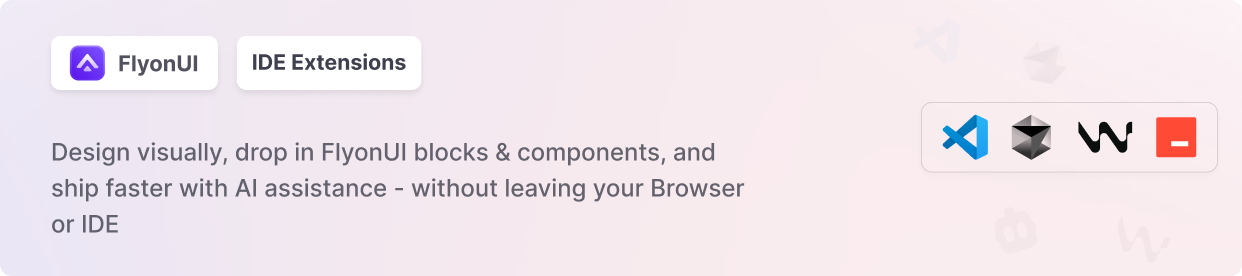 FlyonUI
IDE Extensions
Design visually, drop in FlyonUI blocks & components, and
ship faster with AI assistance - without leaving your Browser
or IDE